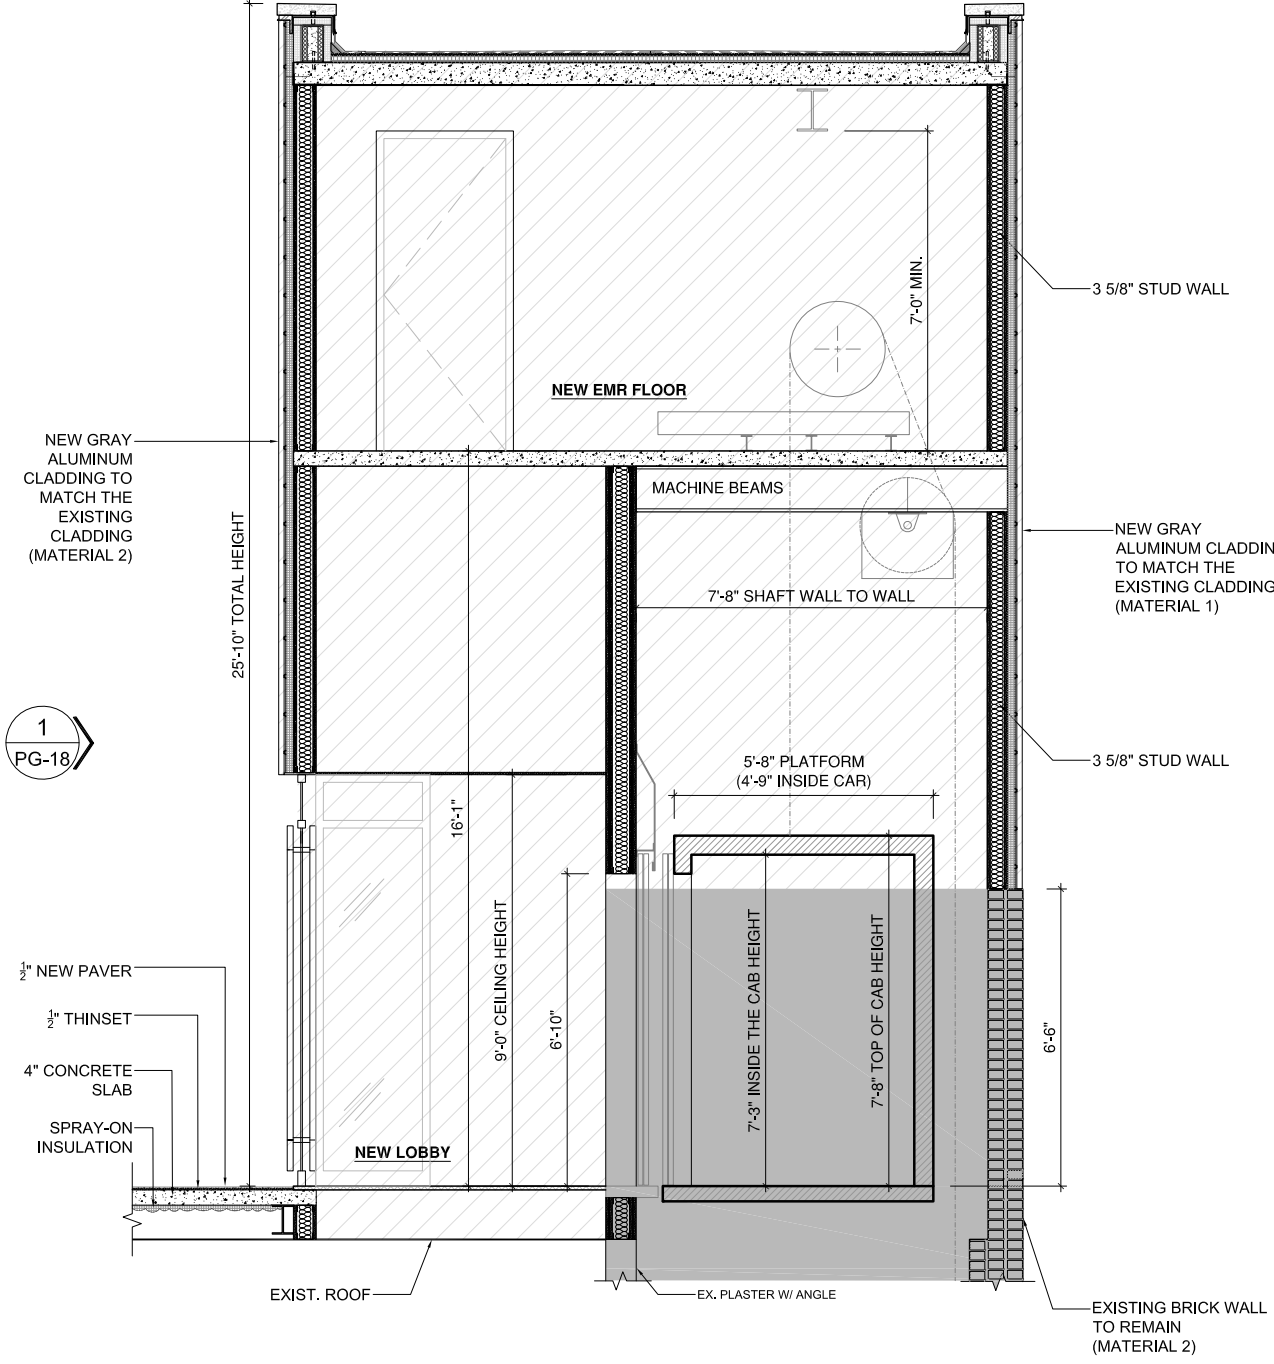 3 5/8" STUD WALL
7'-0" MIN.
NEW EMR FLOOR
NEW GRAY
ALUMINUM
CLADDING TO
MATCH THE
EXISTING
CLADDING
(MATERIAL 2)
MACHINE BEAMS
25'-10" TOTAL HEIGHT
NEW GRAY
ALUMINUM CLADDIN
TO MATCH THE
EXISTING CLADDING
(MATERIAL 1)
7'-8" SHAFT WALL TO WALL
1
PG-18
5'-8" PLATFORM
(4'-9" INSIDE CAR)
3 5/8" STUD WALL
16'-1"
9'-0" CEILING HEIGHT
6'-10"
7'-3" INSIDE THE CAB HEIGHT
7'-8" TOP OF CAB HEIGHT
6'-6"
½" NEW PAVER
½" THINSET
4" CONCRETE
SLAB
SPRAY-ON
INSULATION
NEW LOBBY
EXIST. ROOF
EX. PLASTER W/ ANGLE
EXISTING BRICK WALL
TO REMAIN
(MATERIAL 2)